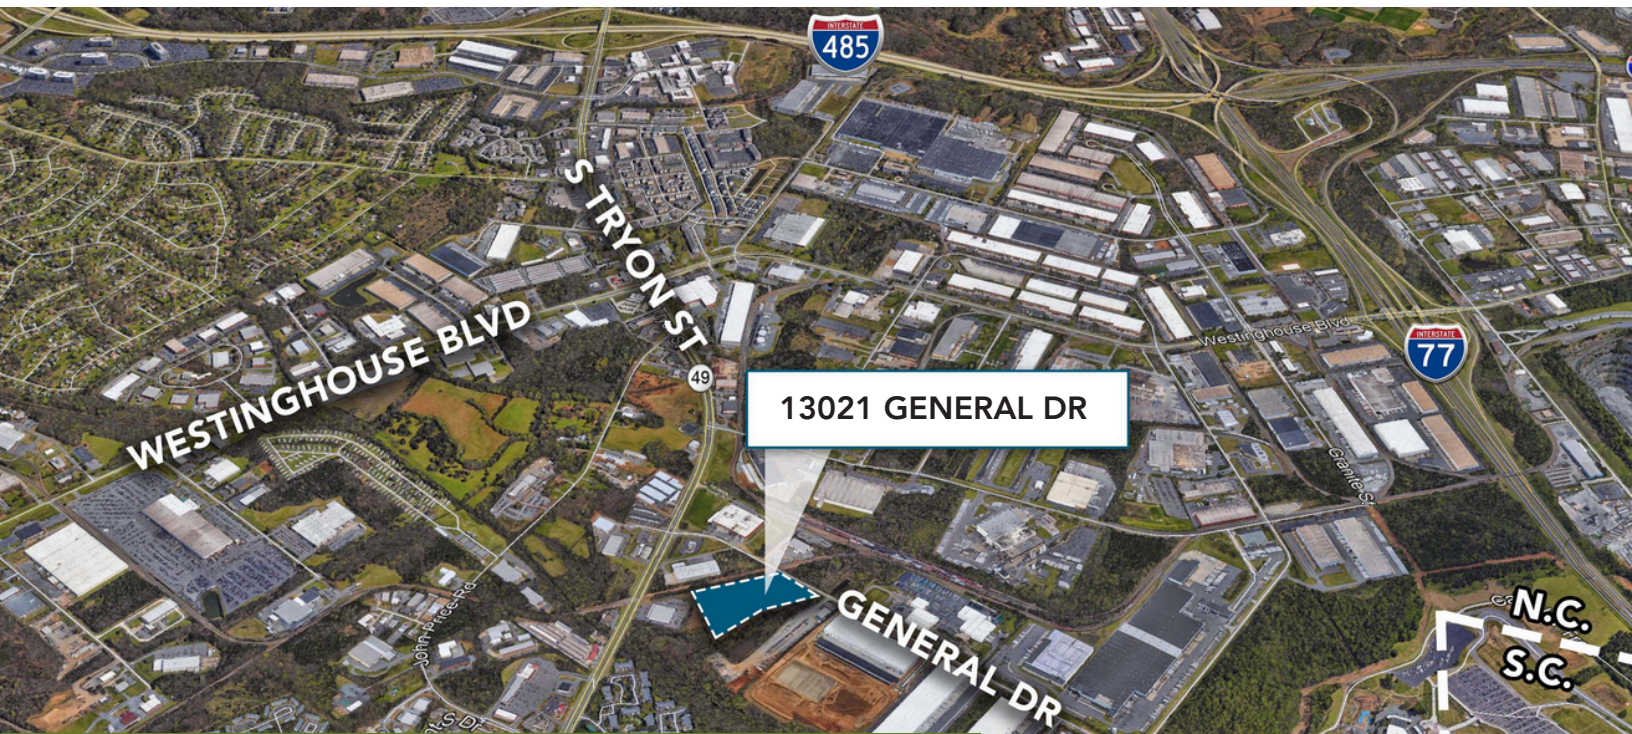 INTERSTATE
485
S TRYON ST
WESTINGHOUSE BLVD
Westinghouse Blvd
INTERSTATE
77
49
13021 GENERAL DR
Granite St
John Price Rd
GENERAL DR
N.C.
S.C.